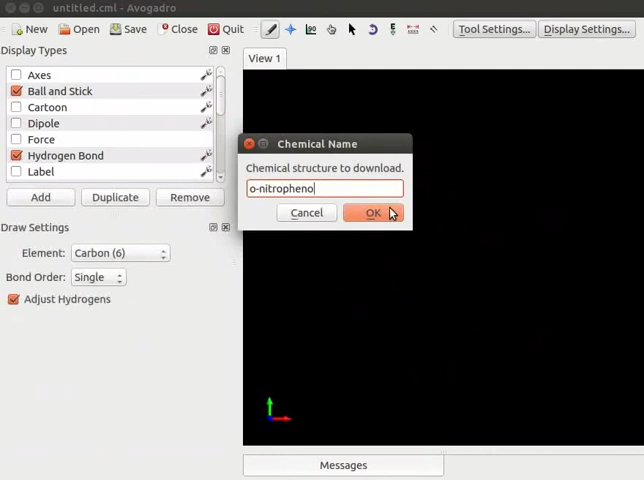 untitled.cml - Avogadro
New Open Save Close Quit Tool Settings... Display Settings...
Display Types
Axes
Ball and Stick
Cartoon
Dipole
Force
Hydrogen Bond
Label
Add Duplicate Remove
Draw Settings
Element: Carbon (6)
Bond Order: Single
Adjust Hydrogens
View 1
Chemical Name
Chemical structure to download.
o-nitropheno
Cancel OK
Messages